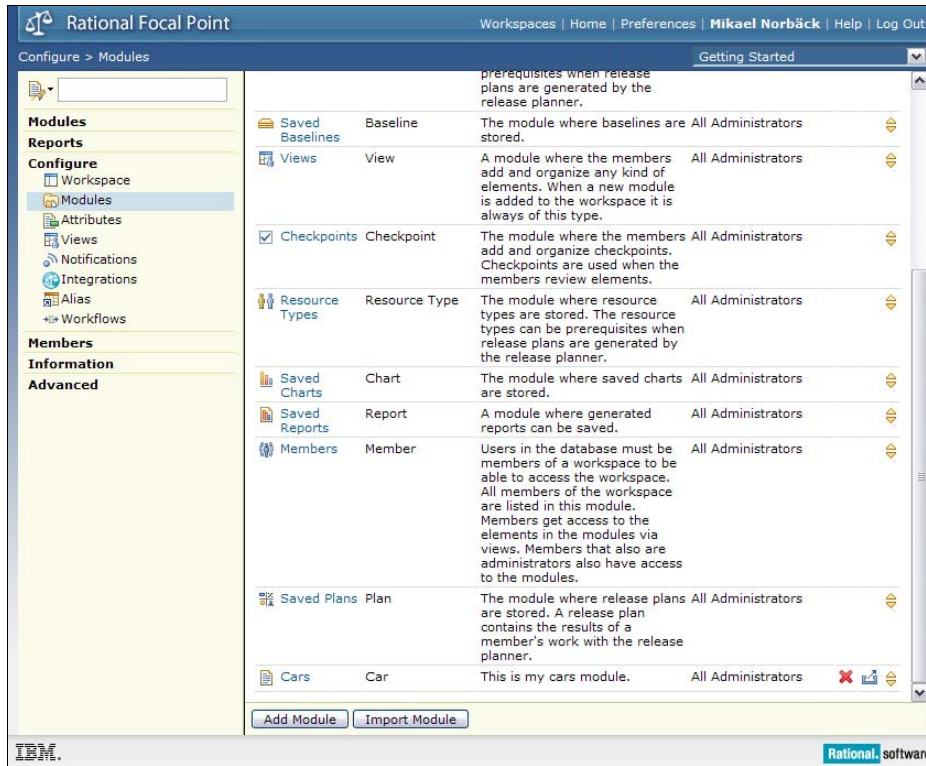 Rational Focal Point
Workspaces | Home | Preferences | Mikael Norbäck | Help | Log Out
Configure > Modules
Getting Started
Modules
Reports
Configure
Workspace
Modules
Attributes
Views
Notifications
Integrations
Alias
Workflows
Members
Information
Advanced
prerequisites when release
plans are generated by the
release planner.
Saved Baseline The module where baselines are All Administrators
Baselines stored.
Views View A module where the members All Administrators
add and organize any kind of
elements. When a new module
is added to the workspace it is
always of this type.
Checkpoints Checkpoint The module where the members All Administrators
add and organize checkpoints.
Checkpoints are used when the
members review elements.
Resource Resource Type The module where resource All Administrators
Types types are stored. The resource
types can be prerequisites when
release plans are generated by
the release planner.
Saved Chart The module where saved charts All Administrators
Charts are stored.
Saved Report A module where generated All Administrators
Reports reports can be saved.
Members Member Users in the database must be All Administrators
members of a workspace to be
able to access the workspace.
All members of the workspace
are listed in this module.
Members get access to the
elements in the modules via
views. Members that also are
administrators also have access
to the modules.
Saved Plans Plan The module where release plans All Administrators
are stored. A release plan
contains the results of a
member's work with the release
planner.
Cars Car This is my cars module. All Administrators
Add Module Import Module
IBM.
Rational. software